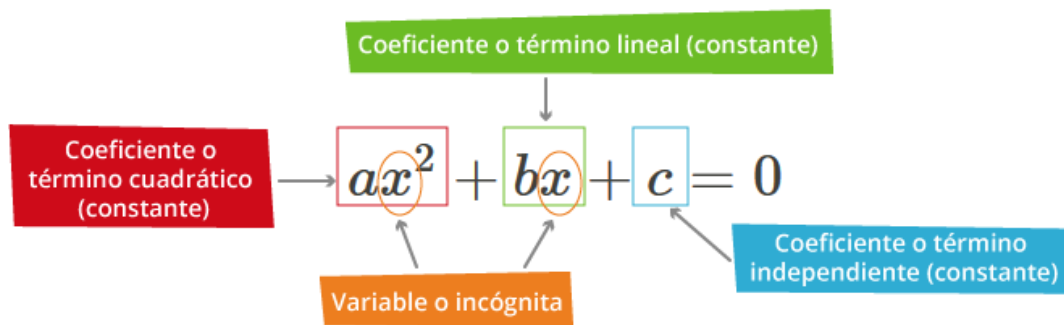 Coeficiente o término lineal (constante)
Coeficiente o
término cuadrático
(constante)
ax² + bx + c = 0
Coeficiente o término
independiente (constante)
Variable o incógnita